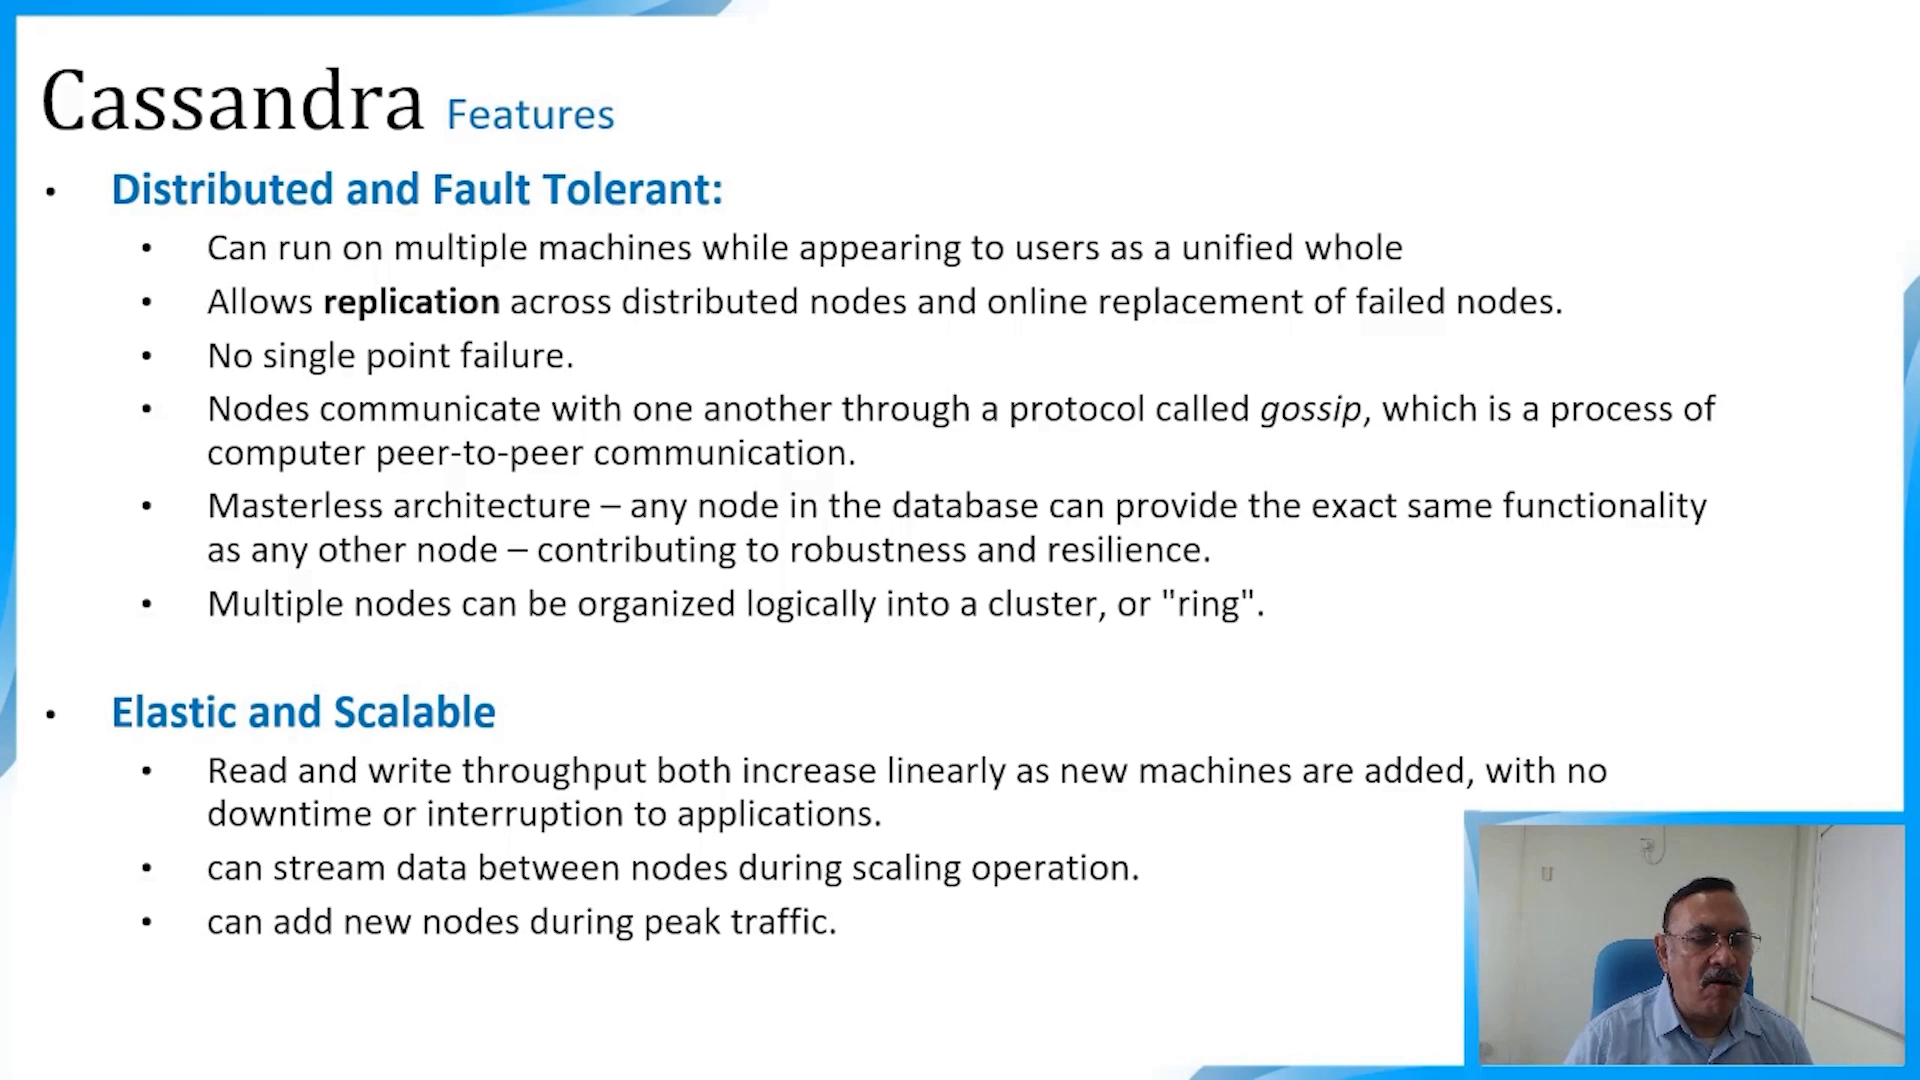 Cassandra Features
• Distributed and Fault Tolerant:
• Can run on multiple machines while appearing to users as a unified whole
• Allows replication across distributed nodes and online replacement of failed nodes.
• No single point failure.
• Nodes communicate with one another through a protocol called gossip, which is a process of
computer peer-to-peer communication.
• Masterless architecture – any node in the database can provide the exact same functionality
as any other node – contributing to robustness and resilience.
• Multiple nodes can be organized logically into a cluster, or "ring".
• Elastic and Scalable
• Read and write throughput both increase linearly as new machines are added, with no
downtime or interruption to applications.
• can stream data between nodes during scaling operation.
• can add new nodes during peak traffic.